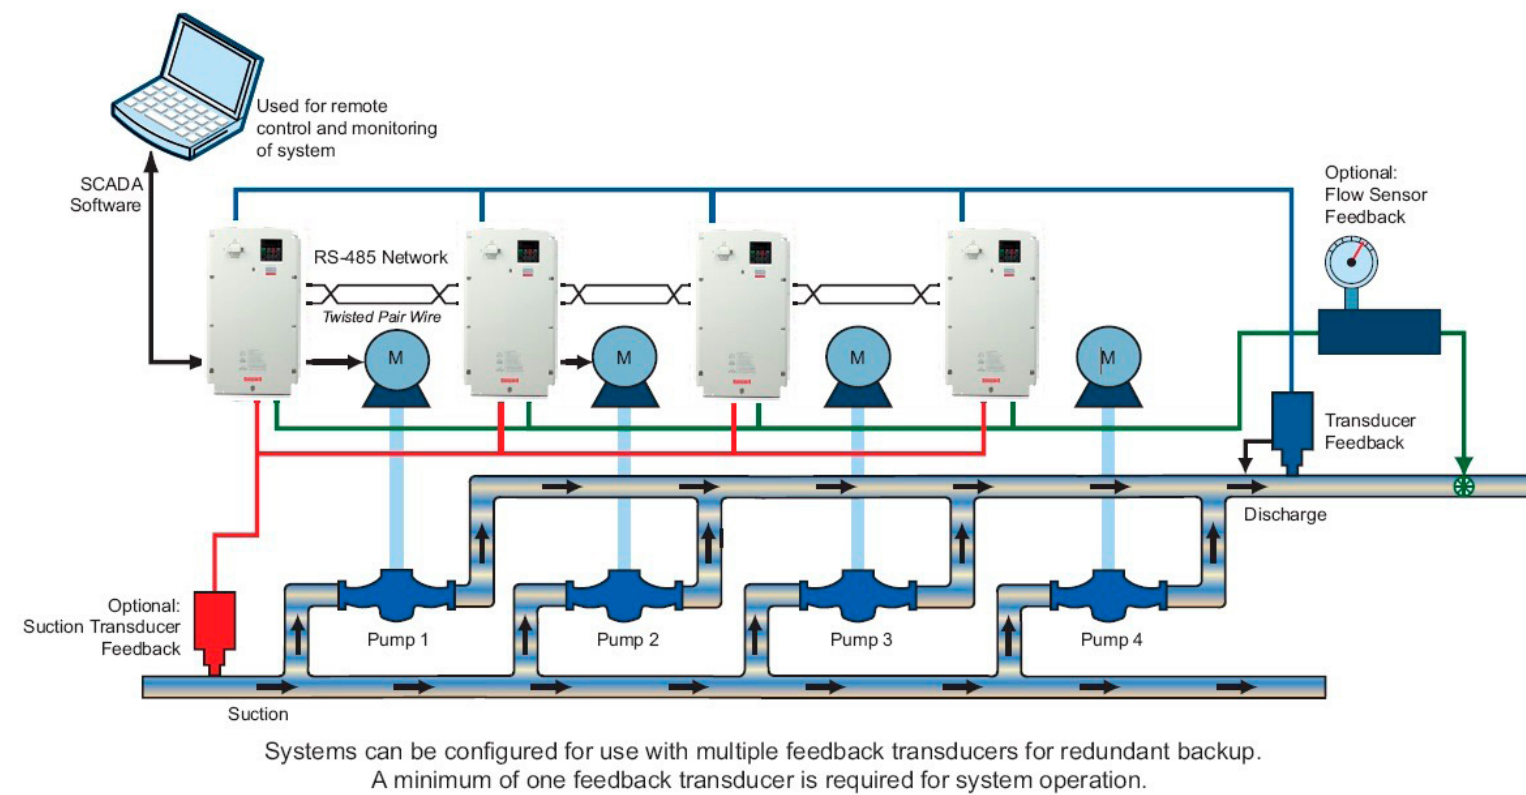 Used for remote
control and monitoring
of system
SCADA
Software
Optional:
Flow Sensor
Feedback
RS-485 Network
Twisted Pair Wire
M
M
M
M
Transducer
Feedback
Discharge
Optional:
Suction Transducer
Feedback
Pump 1
Pump 2
Pump 3
Pump 4
Suction
Systems can be configured for use with multiple feedback transducers for redundant backup.
A minimum of one feedback transducer is required for system operation.